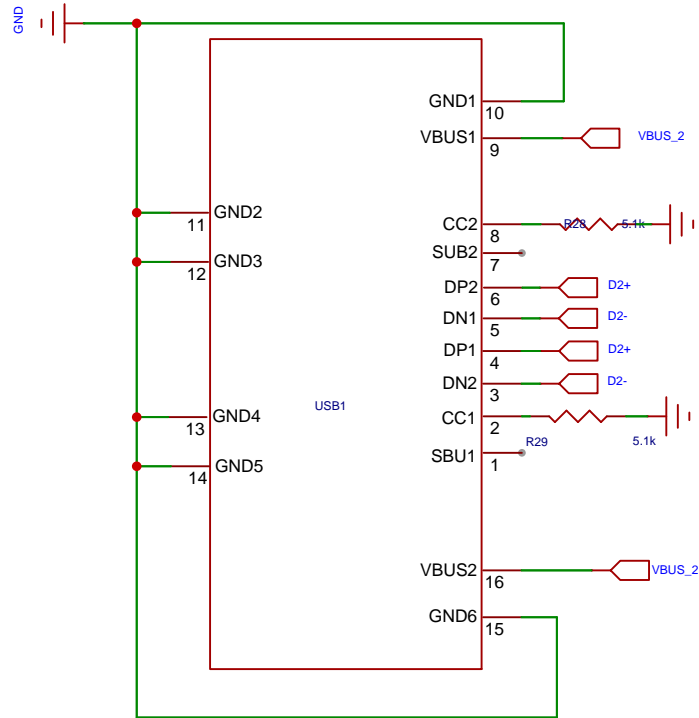 GND
GND1
10
VBUS1
9
VBUS_2
GND2
11
CC2
8
R28
5.1k
SUB2
7
GND3
12
DP2
6
D2+
DN1
5
D2-
DP1
4
D2+
DN2
3
D2-
USB1
GND4
13
CC1
2
R29
5.1k
SBU1
1
GND5
14
VBUS2
16
VBUS_2
GND6
15